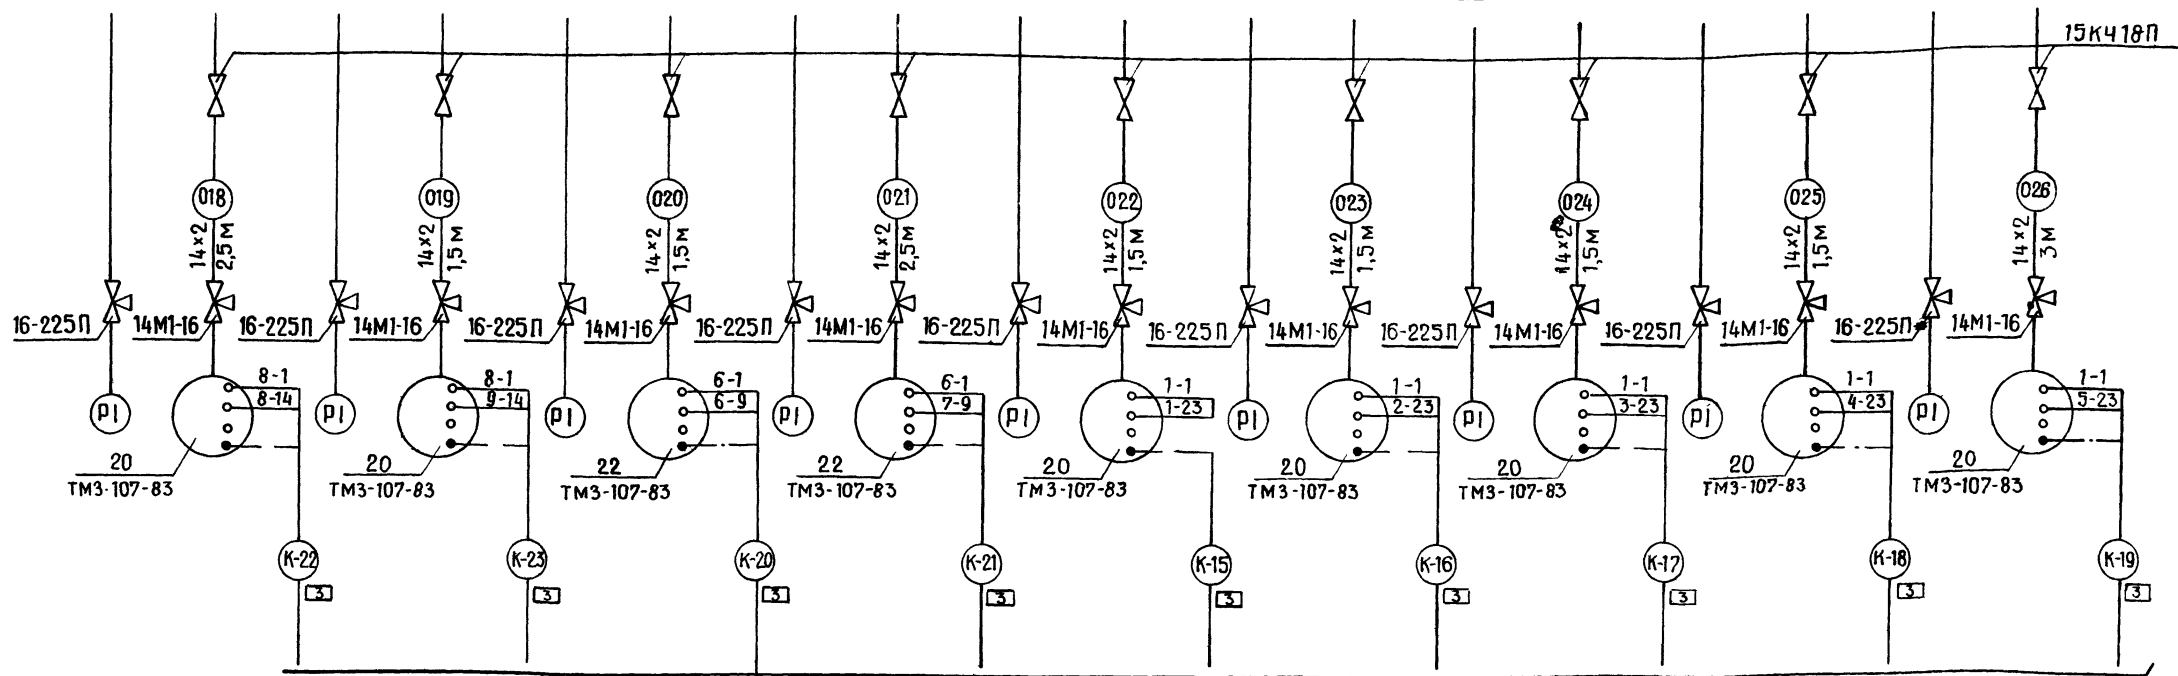 15КЧ18П
018 019 020 021 022 023 024 025 026
14×2 2,5М 14×2 1,5М 14×2 1,5М 14×2 2,5М 14×2 1,5М 14×2 1,5М 14×2 1,5М 14×2 1,5М 14×2 3М
16-225П 14М1-16 16-225П 14М1-16 16-225П 14М1-16 16-225П 14М1-16 16-225П 14М1-16 16-225П 14М1-16 16-225П 14М1-16 16-225П 14М1-16 16-225П 14М1-16
8-1 8-1 6-1 6-1 1-1 1-1 1-1 1-1 1-1
8-14 9-14 6-9 7-9 1-23 2-23 3-23 4-23 5-23
PI PI PI PI PI PI PI PI PI
20 20 22 22 20 20 20 20 20
ТМ3-107-83 ТМ3-107-83 ТМ3-107-83 ТМ3-107-83 ТМ3-107-83 ТМ3-107-83 ТМ3-107-83 ТМ3-107-83 ТМ3-107-83
К-22 К-23 К-20 К-21 К-15 К-16 К-17 К-18 К-19
3 3 3 3 3 3 3 3 3